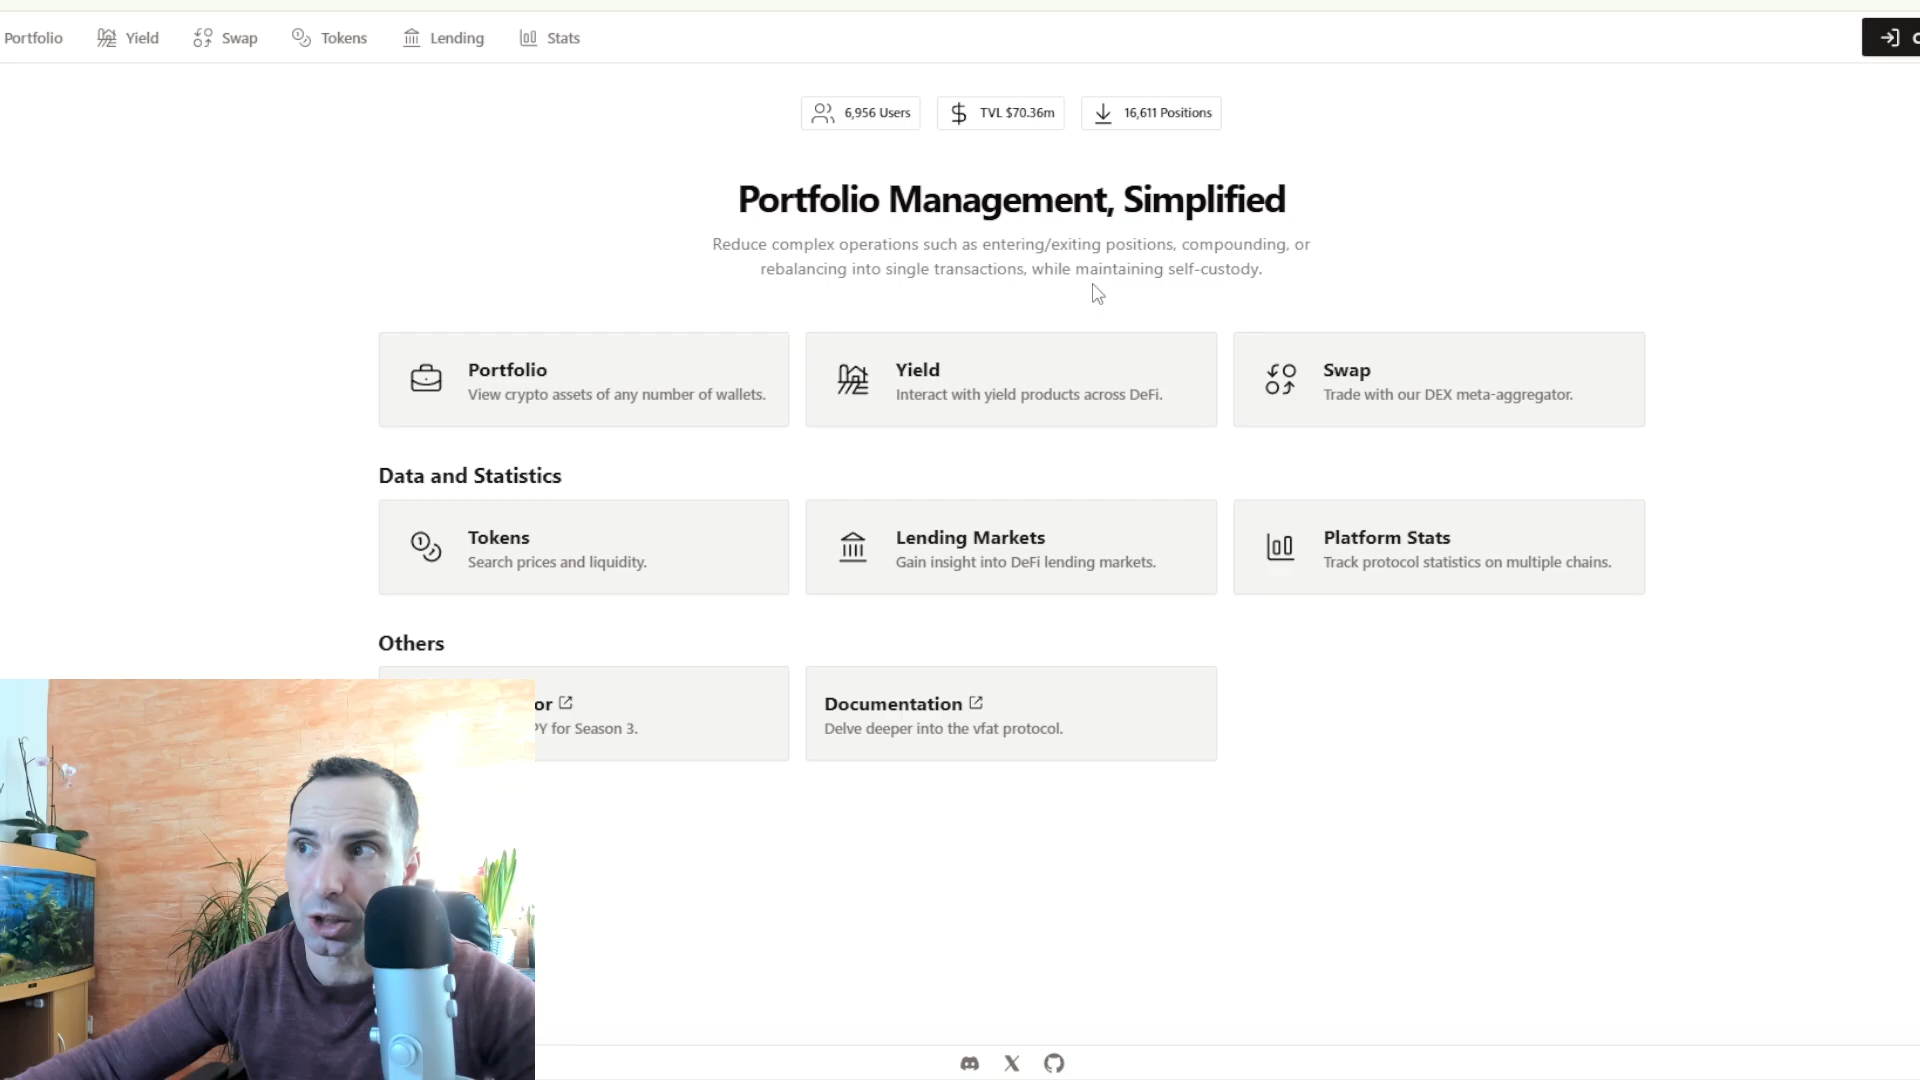 Portfolio
Yield
Swap
Tokens
Lending
Stats
6,956 Users
TVL $70.36m
16,611 Positions
Portfolio Management, Simplified
Reduce complex operations such as entering/exiting positions, compounding, or
rebalancing into single transactions, while maintaining self-custody.
Portfolio
View crypto assets of any number of wallets.
Yield
Interact with yield products across DeFi.
Swap
Trade with our DEX meta-aggregator.
Data and Statistics
Tokens
Search prices and liquidity.
Lending Markets
Gain insight into DeFi lending markets.
Platform Stats
Track protocol statistics on multiple chains.
Others
or
PY for Season 3.
Documentation
Delve deeper into the vfat protocol.